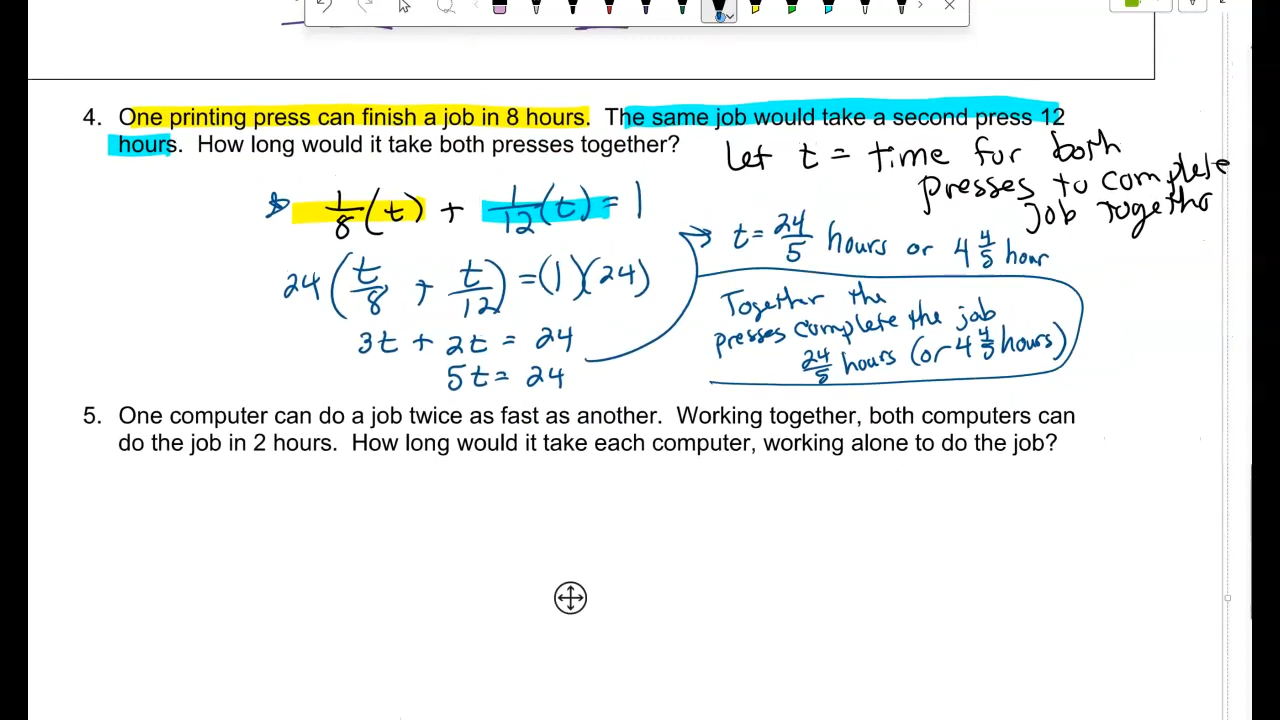 4. One printing press can finish a job in 8 hours. The same job would take a second press 12
hours. How long would it take both presses together?
Let t = time for both
presses to complete
job together
1/8 (t) + 1/12 (t) = 1
24 (t/8 + t/12) = (1)(24)
3t + 2t = 24
5t = 24
t = 24/5 hours or 4 4/5 hour
Together the
presses complete the job
24/5 hours (or 4 4/5 hours)
5. One computer can do a job twice as fast as another. Working together, both computers can
do the job in 2 hours. How long would it take each computer, working alone to do the job?